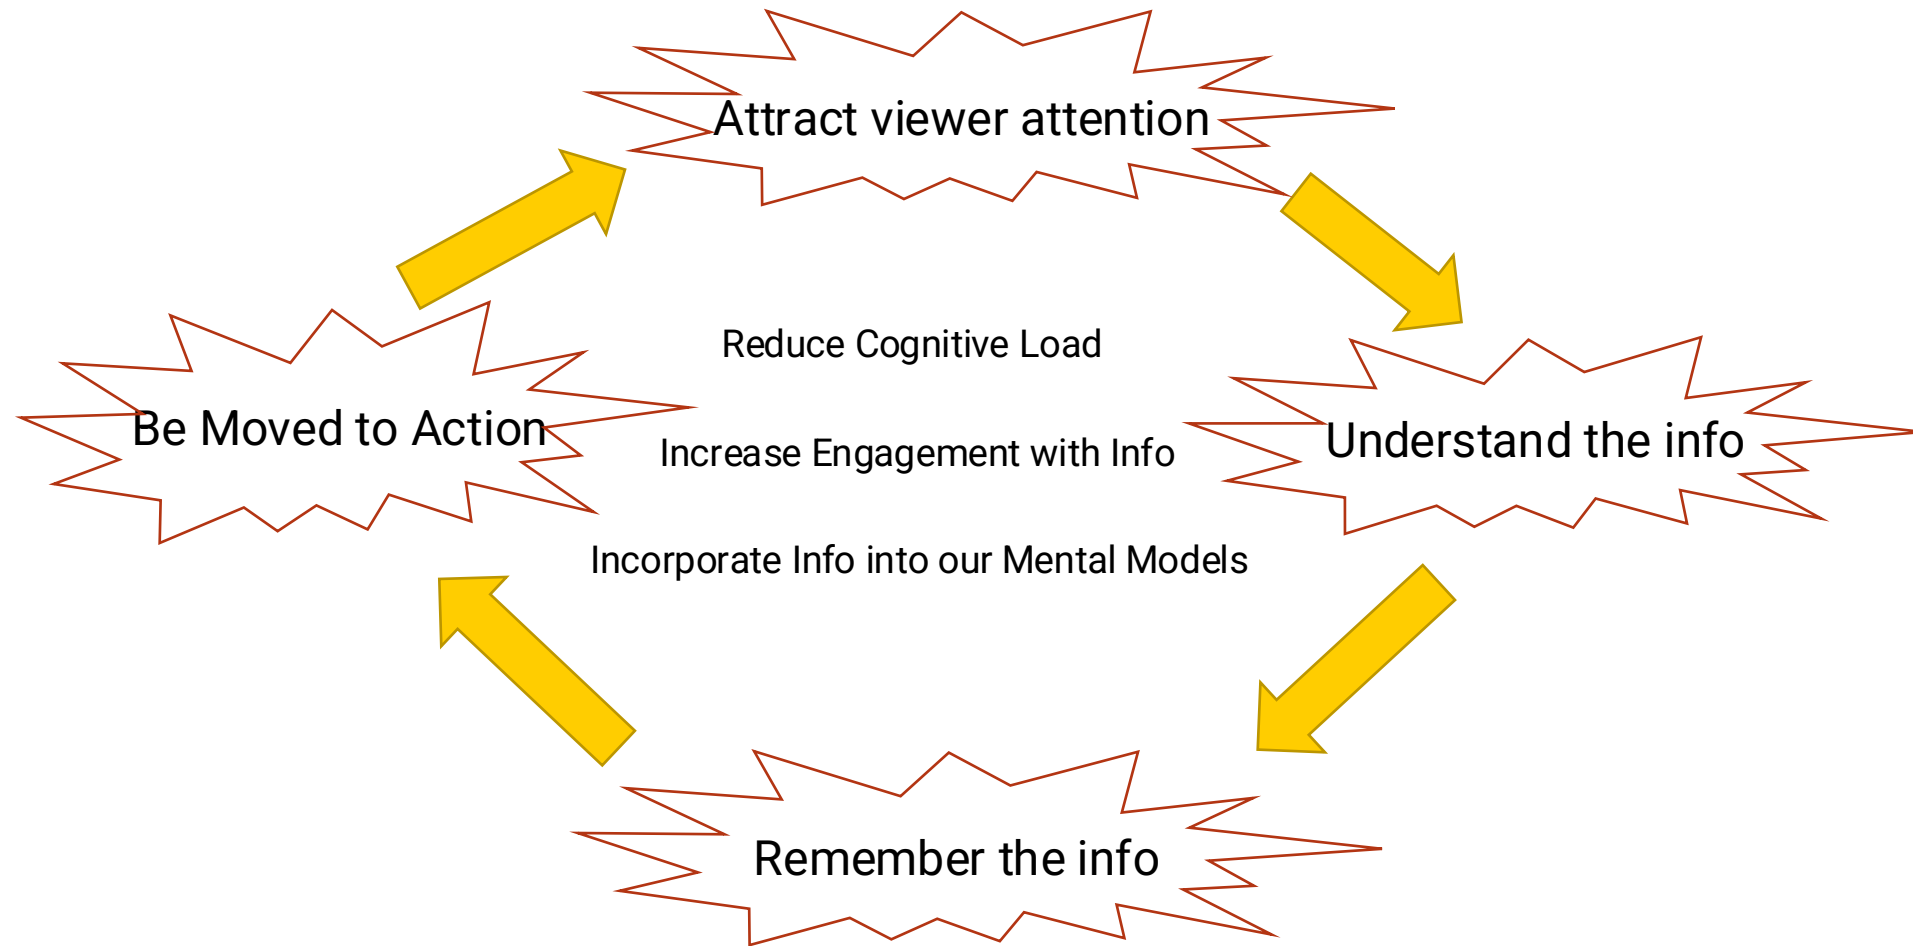 Attract viewer attention
Reduce Cognitive Load
Be Moved to Action
Increase Engagement with Info
Understand the info
Incorporate Info into our Mental Models
Remember the info